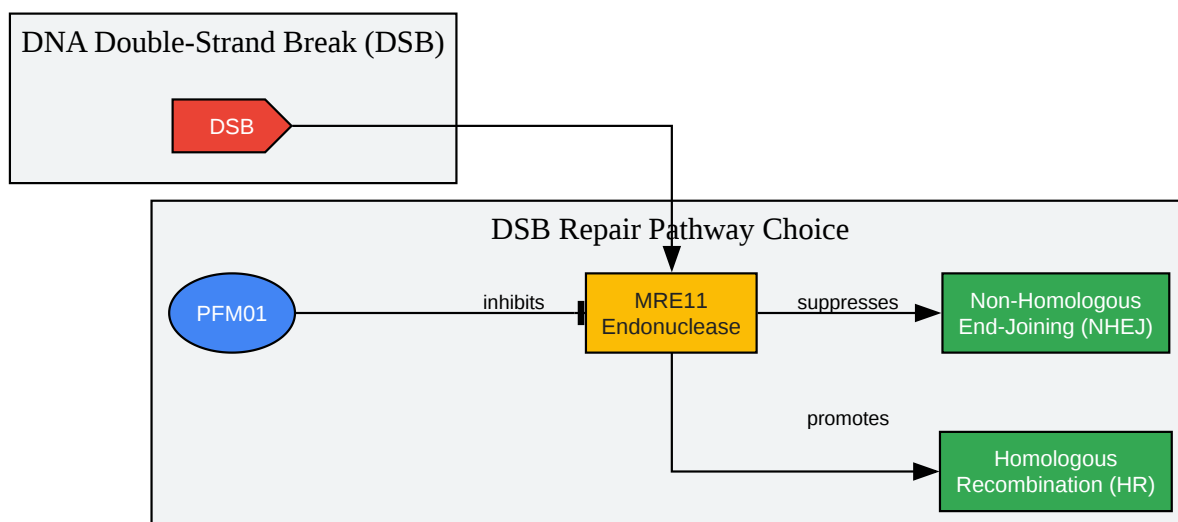 DNA Double-Strand Break (DSB)
DSB
DSB Repair Pathway Choice
PFM01
inhibits
MRE11
Endonuclease
suppresses
Non-Homologous
End-Joining (NHEJ)
promotes
Homologous
Recombination (HR)